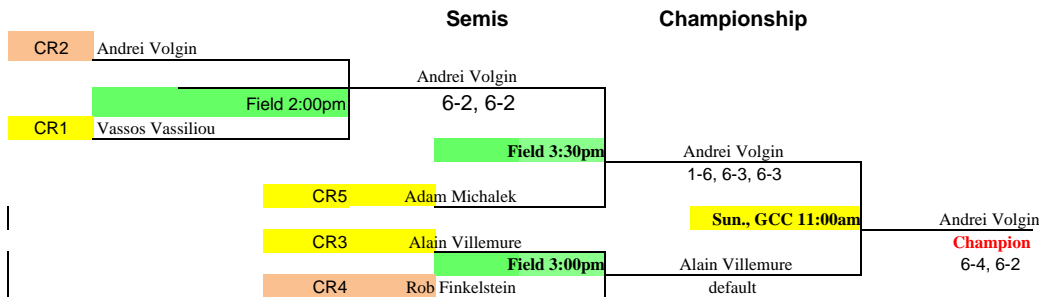 Semis Championship
CR2 Andrei Volgin
Andrei Volgin
Field 2:00pm 6-2, 6-2
CR1 Vassos Vassiliou
Field 3:30pm Andrei Volgin
1-6, 6-3, 6-3
CR5 Adam Michalek
Sun., GCC 11:00am Andrei Volgin
CR3 Alain Villemure Champion
Field 3:00pm Alain Villemure 6-4, 6-2
CR4 Rob Finkelstein default